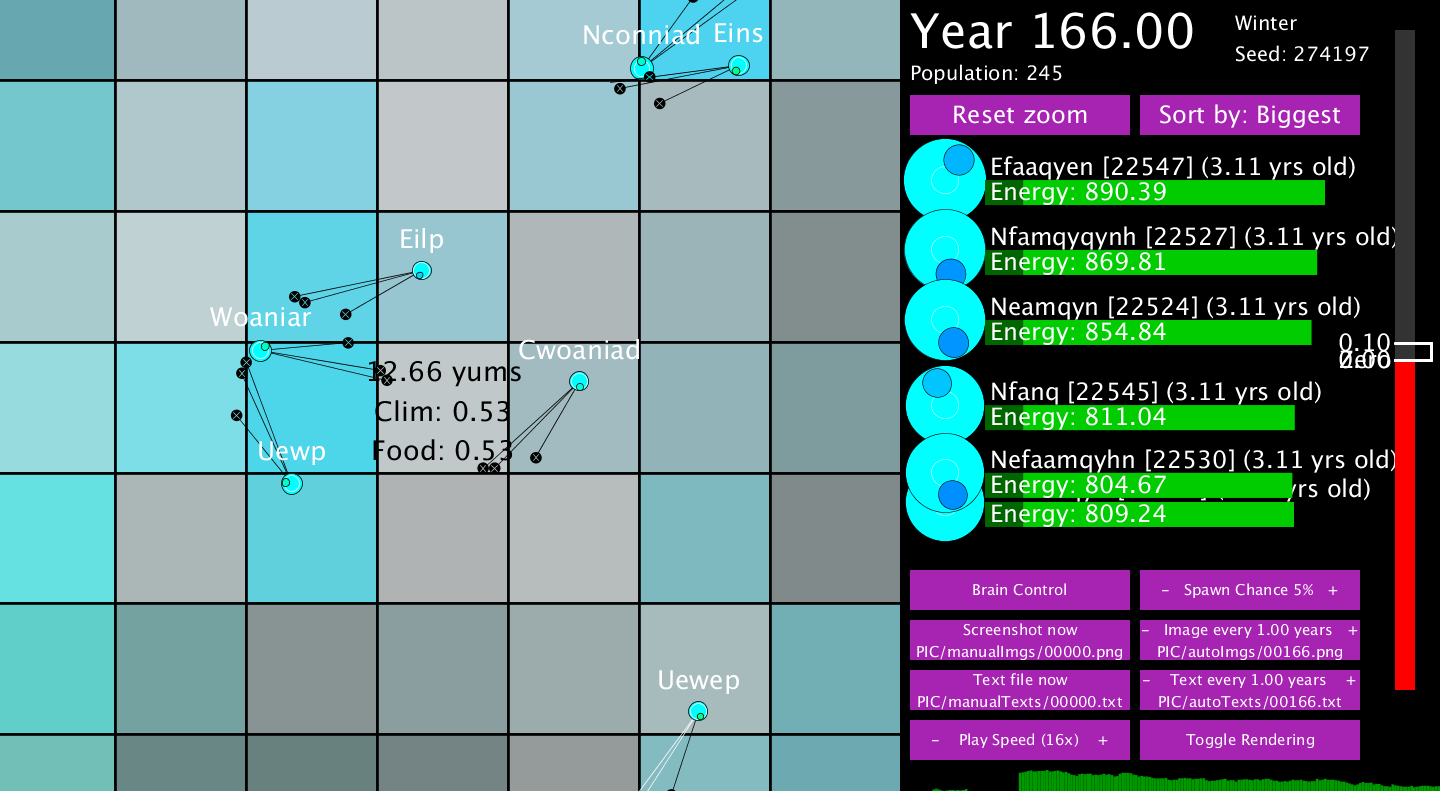 Nconniad Eins
Eilp
Woaniar
Cwoaniad
12.66 yums
Clim: 0.53
Food: 0.53
Uewp
Uewep
Year 166.00
Winter
Seed: 274197
Population: 245
Reset zoom
Sort by: Biggest
Efaaqyen [22547] (3.11 yrs old)
Energy: 890.39
Nfamqyqynh [22527] (3.11 yrs old)
Energy: 869.81
Neamqyn [22524] (3.11 yrs old)
Energy: 854.84
Nfanq [22545] (3.11 yrs old)
Energy: 811.04
Nefaamqyhn [22530] (3.11 yrs old)
Energy: 804.67
yrs old)
Energy: 809.24
0.10
Brain Control
- Spawn Chance 5% +
Screenshot now
PIC/manualImgs/00000.png
- Image every 1.00 years +
PIC/autoImgs/00166.png
Text file now
PIC/manualTexts/00000.txt
- Text every 1.00 years +
PIC/autoTexts/00166.txt
- Play Speed (16x) +
Toggle Rendering